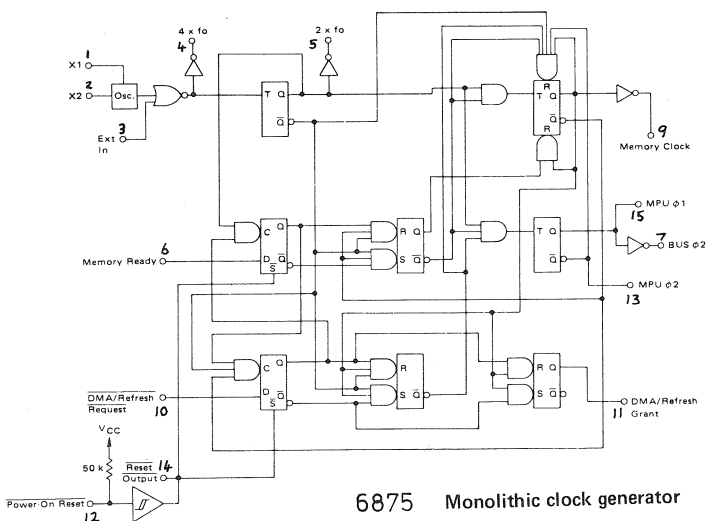 4 x fo
2 x fo
4
5
1
X1
2
X2
Osc.
3
Ext
In
T Q
Q̅
R
T Q
Q̅
R
9
Memory Clock
C
Q
D
S̅ Q̅
R Q
S Q̅
T Q
Q̅
MPU ϕ1
15
7
BUS ϕ2
MPU ϕ2
13
6
Memory Ready
C
Q
D
S̅ Q̅
R
S Q̅
R Q
S Q̅
DMA/Refresh
Request
10
11
DMA/Refresh
Grant
VCC
50 k
Reset
Output
14
Power-On Reset
12
6875 Monolithic clock generator